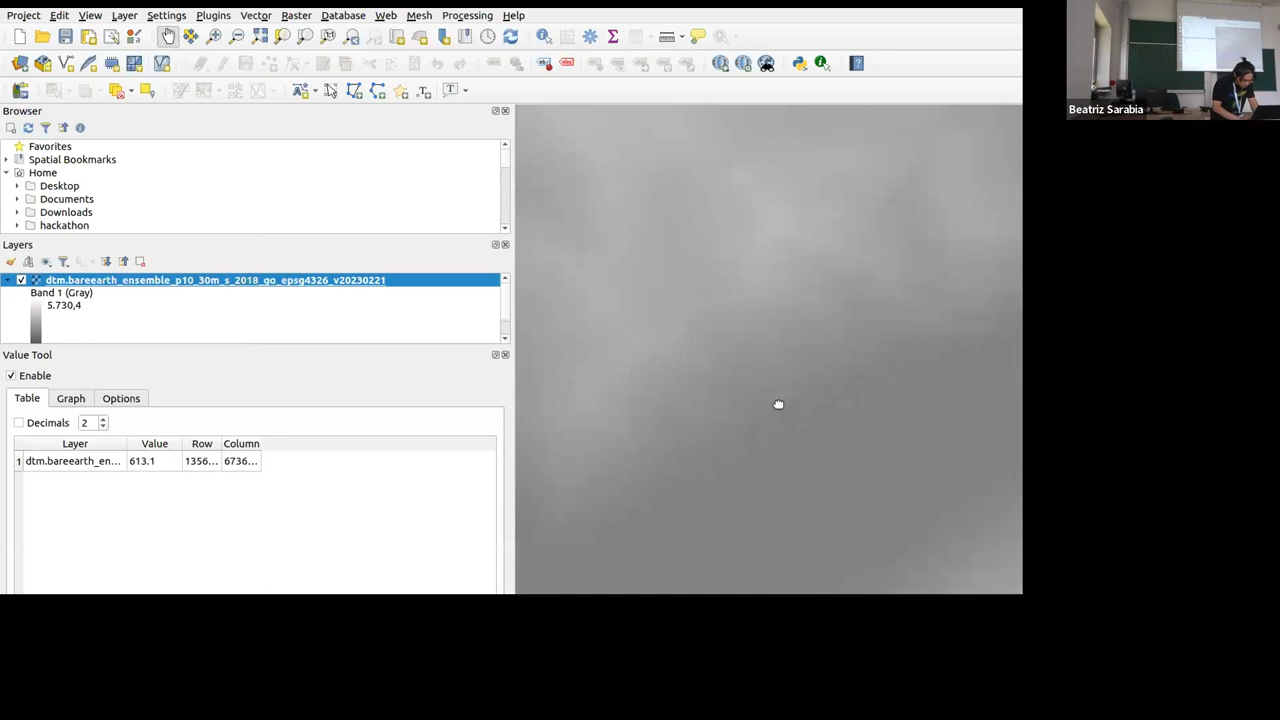 Project Edit View Layer Settings Plugins Vector Raster Database Web Mesh Processing Help
Browser
Favorites
Spatial Bookmarks
Home
Desktop
Documents
Downloads
hackathon
Layers
dtm.bareearth_ensemble_p10_30m_s_2018_go_epsg4326_v20230221
Band 1 (Gray)
5.730,4
Value Tool
Enable
Table Graph Options
Decimals 2
Layer Value Row Column
1 dtm.bareearth_en... 613.1 1356... 6736...
Beatriz Sarabia